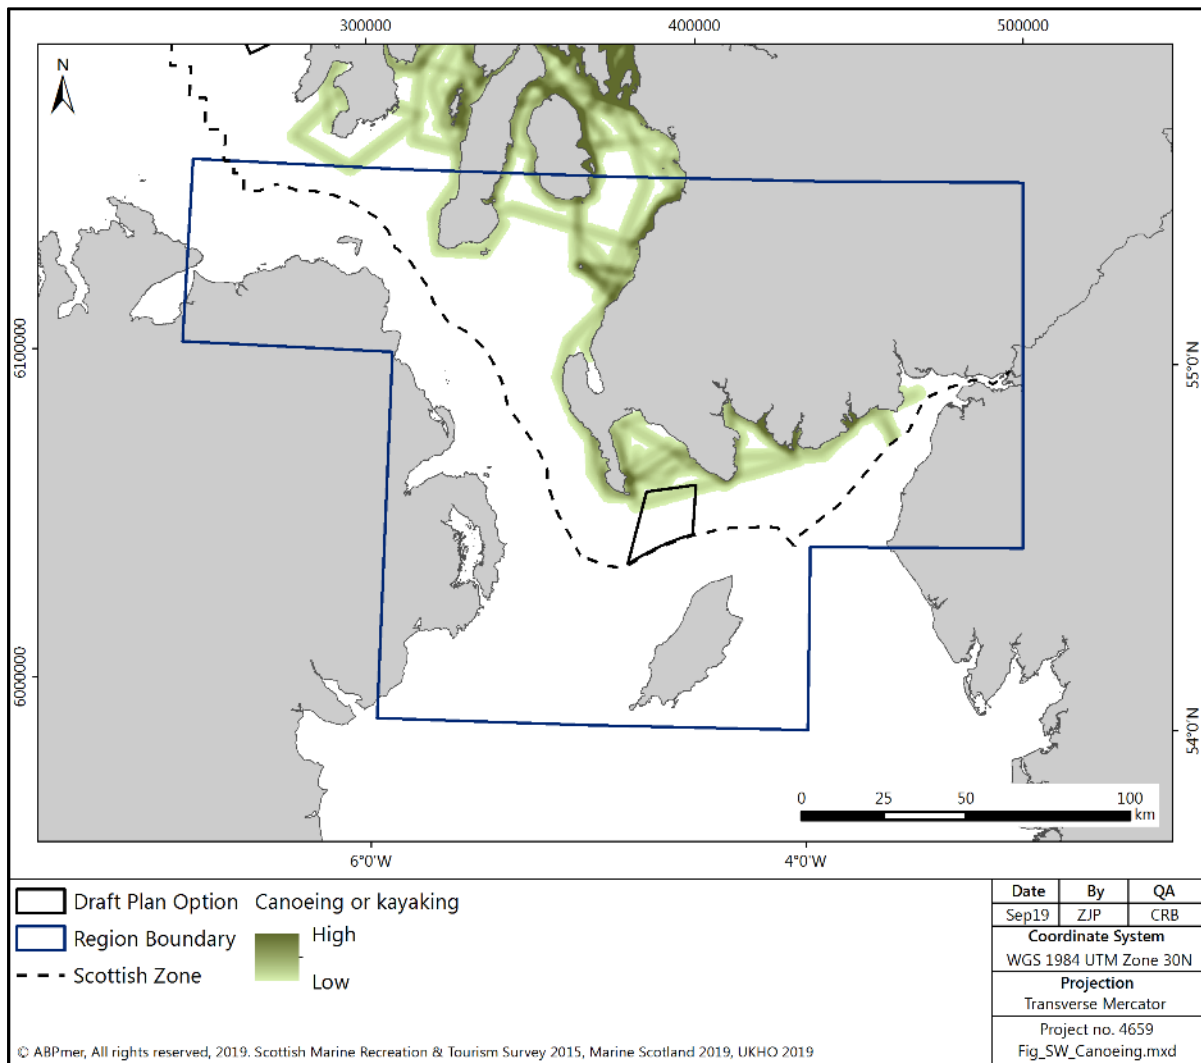 300000 400000 500000
N
6100000
55°0'N
6000000
54°0'N
0 25 50 100
km
6°0'W 4°0'W
Draft Plan Option
Region Boundary
Scottish Zone
Canoeing or kayaking
High
Low
Date By QA
Sep19 ZJP CRB
Coordinate System
WGS 1984 UTM Zone 30N
Projection
Transverse Mercator
Project no. 4659
Fig_SW_Canoeing.mxd
© ABPmer, All rights reserved, 2019. Scottish Marine Recreation & Tourism Survey 2015, Marine Scotland 2019, UKHO 2019